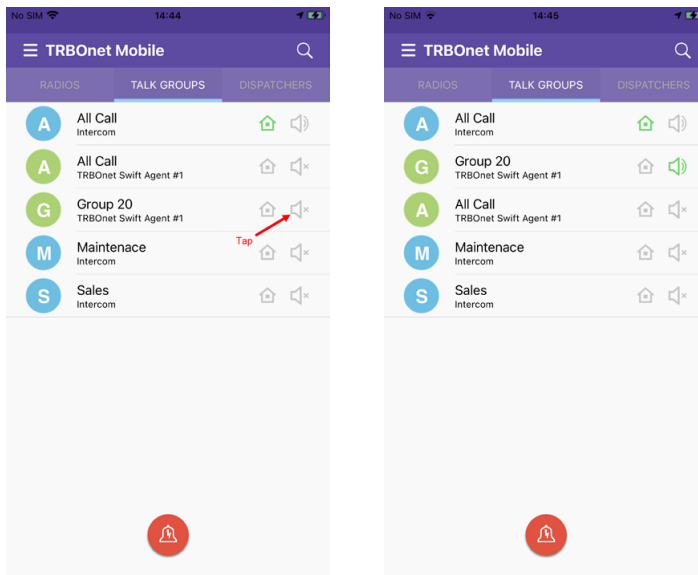 No SIM 14:44
TRBOnet Mobile
RADIOS TALK GROUPS DISPATCHERS
A All Call
Intercom
A All Call
TRBOnet Swift Agent #1
G Group 20
TRBOnet Swift Agent #1
Tap
M Maintenace
Intercom
S Sales
Intercom
No SIM 14:45
TRBOnet Mobile
RADIOS TALK GROUPS DISPATCHERS
A All Call
Intercom
G Group 20
TRBOnet Swift Agent #1
A All Call
TRBOnet Swift Agent #1
M Maintenace
Intercom
S Sales
Intercom